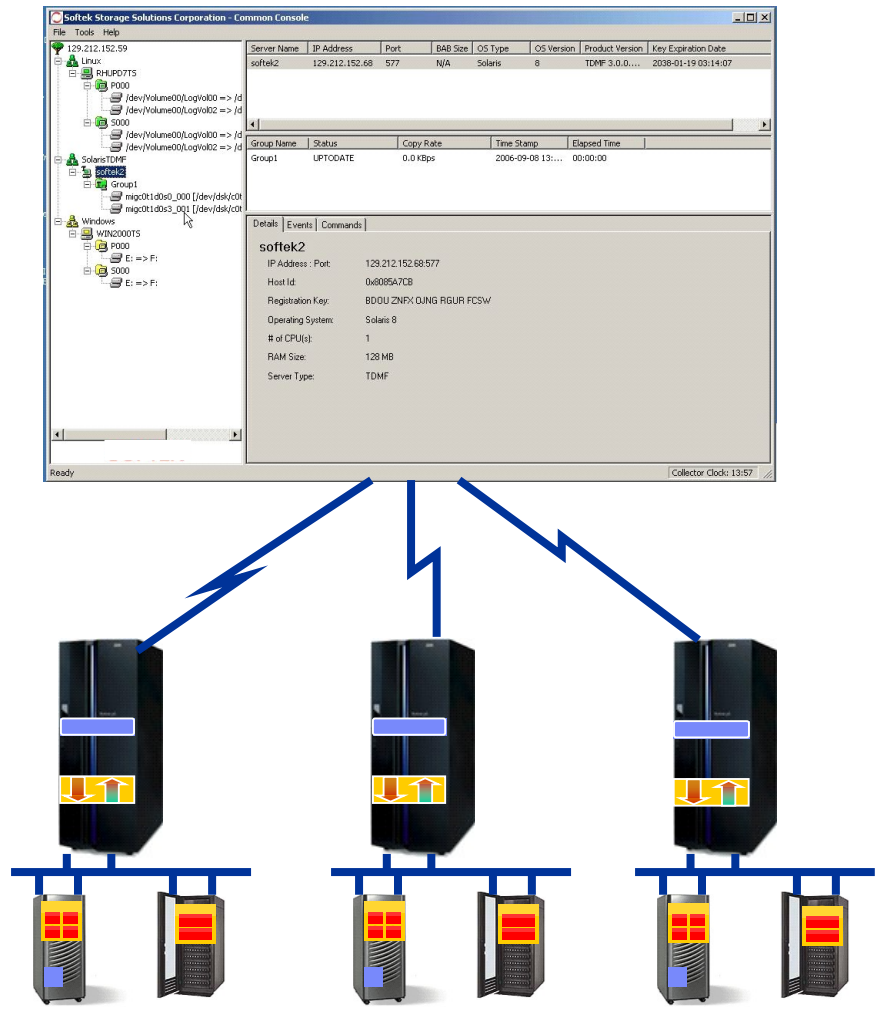 Softek Storage Solutions Corporation - Common Console
File Tools Help
129.212.152.59
Linux
RHUPD7TS
P000
/dev/Volume00/LogVol00 => /d
/dev/Volume00/LogVol02 => /d
S000
/dev/Volume00/LogVol00 => /d
/dev/Volume00/LogVol02 => /d
SolarisTDMF
softek2
Group1
migc0t1d0s0_000 [/dev/dsk/c0t
migc0t1d0s3_001 [/dev/dsk/c0t
Windows
WIN2000TS
P000
E: => F:
S000
E: => F:
Server Name IP Address Port BAB Size OS Type OS Version Product Version Key Expiration Date
softek2 129.212.152.68 577 N/A Solaris 8 TDMF 3.0.0.... 2038-01-19 03:14:07
Group Name Status Copy Rate Time Stamp Elapsed Time
Group1 UPTODATE 0.0 KBps 2006-09-08 13:... 00:00:00
Details Events Commands
softek2
IP Address : Port: 129.212.152.68:577
Host Id: 0x8085A7CB
Registration Key: BDOU ZNFX OJNG RGUR FCSW
Operating System: Solaris 8
# of CPU(s): 1
RAM Size: 128 MB
Server Type: TDMF
Ready Collector Clock: 13:57